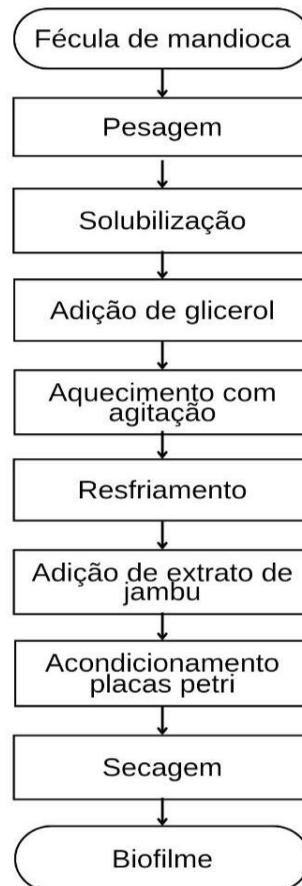 Fécula de mandioca
Pesagem
Solubilização
Adição de glicerol
Aquecimento com
agitação
Resfriamento
Adição de extrato de
jambu
Acondicionamento
placas petri
Secagem
Biofilme